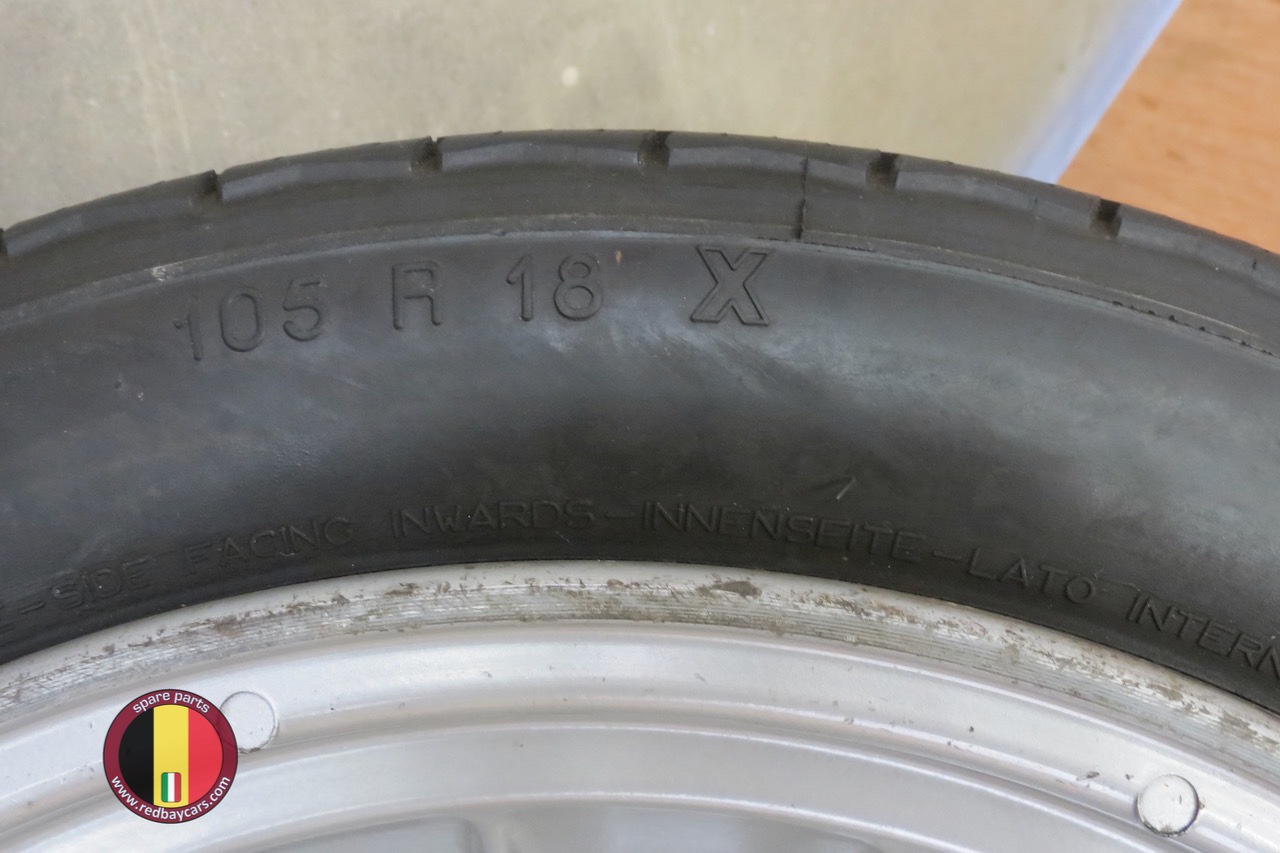 105 R 18 X
-SIDE FACING INWARDS-INNENSEITE-LATO INTERN
spare parts
www.redbaycars.com